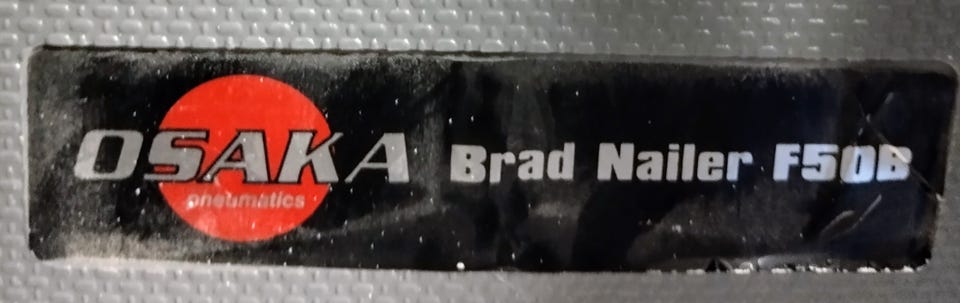 OSAKA Brad Nailer F50B
pneumatics